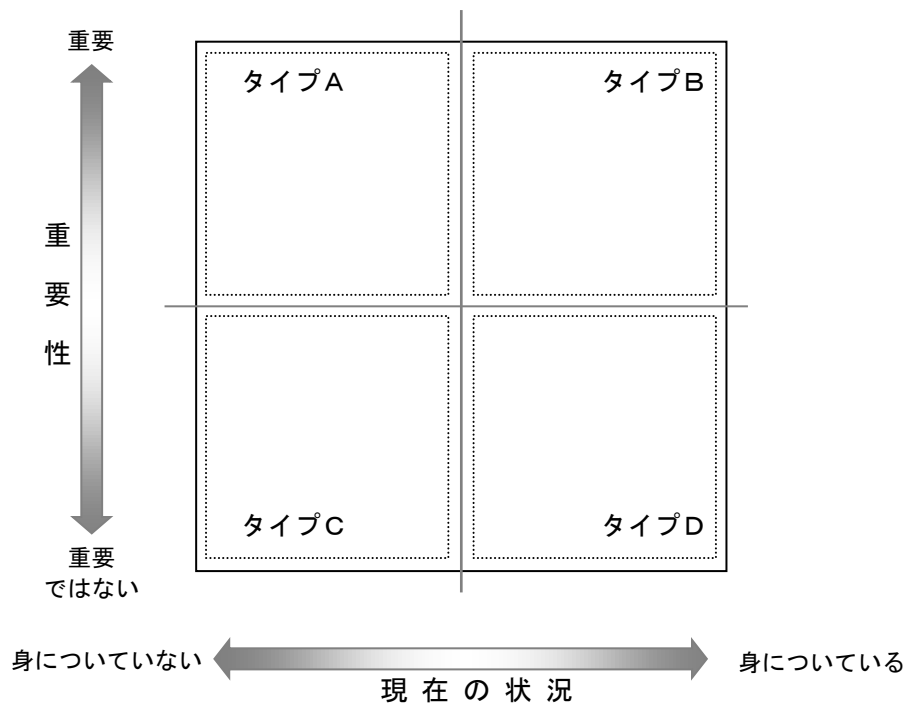 重要
タイプA
タイプB
重要性
タイプC
タイプD
重要
ではない
身についていない
身についている
現在の状況